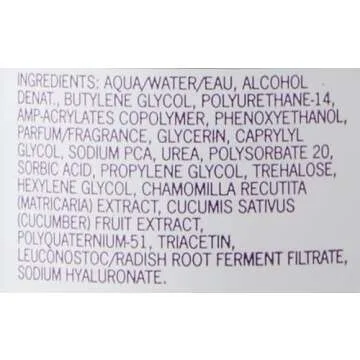 INGREDIENTS: AQUA/WATER/EAU, ALCOHOL
DENAT., BUTYLENE GLYCOL, POLYURETHANE-14,
AMP-ACRYLATES COPOLYMER, PHENOXYETHANOL,
PARFUM/FRAGRANCE, GLYCERIN, CAPRYLYL
GLYCOL, SODIUM PCA, UREA, POLYSORBATE 20,
SORBIC ACID, PROPYLENE GLYCOL, TREHALOSE,
HEXYLENE GLYCOL, CHAMOMILLA RECUTITA
(MATRICARIA) EXTRACT, CUCUMIS SATIVUS
(CUCUMBER) FRUIT EXTRACT,
POLYQUATERNIUM-51, TRIACETIN,
LEUCONOSTOC/RADISH ROOT FERMENT FILTRATE,
SODIUM HYALURONATE.